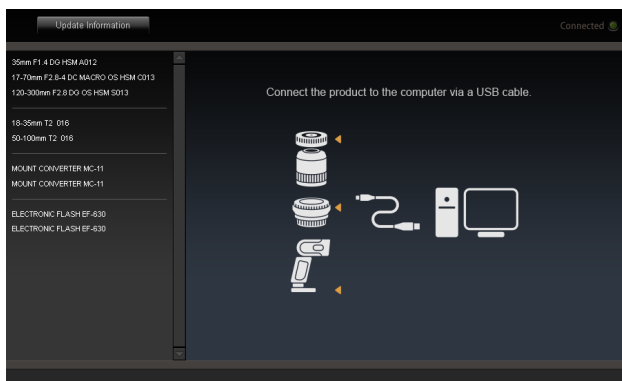 Update Information
Connected
35mm F1.4 DG HSM A012
17-70mm F2.8-4 DC MACRO OS HSM C013
120-300mm F2.8 DG OS HSM S013
18-35mm T2 016
50-100mm T2 016
MOUNT CONVERTER MC-11
MOUNT CONVERTER MC-11
ELECTRONIC FLASH EF-630
ELECTRONIC FLASH EF-630
Connect the product to the computer via a USB cable.